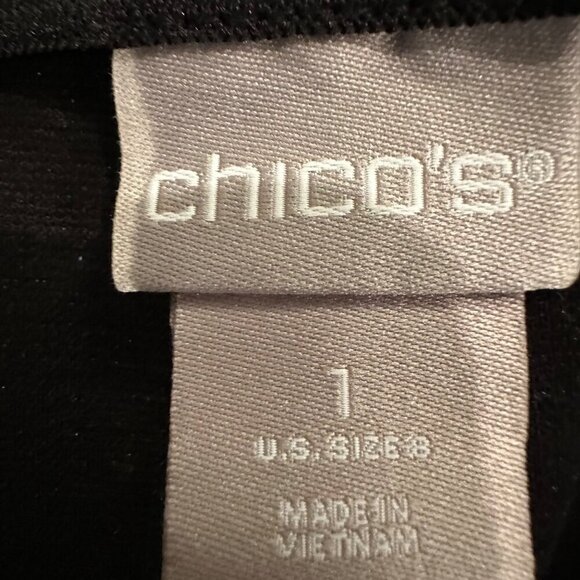 chico's®
1
U.S. SIZE 8
MADE IN
VIETNAM